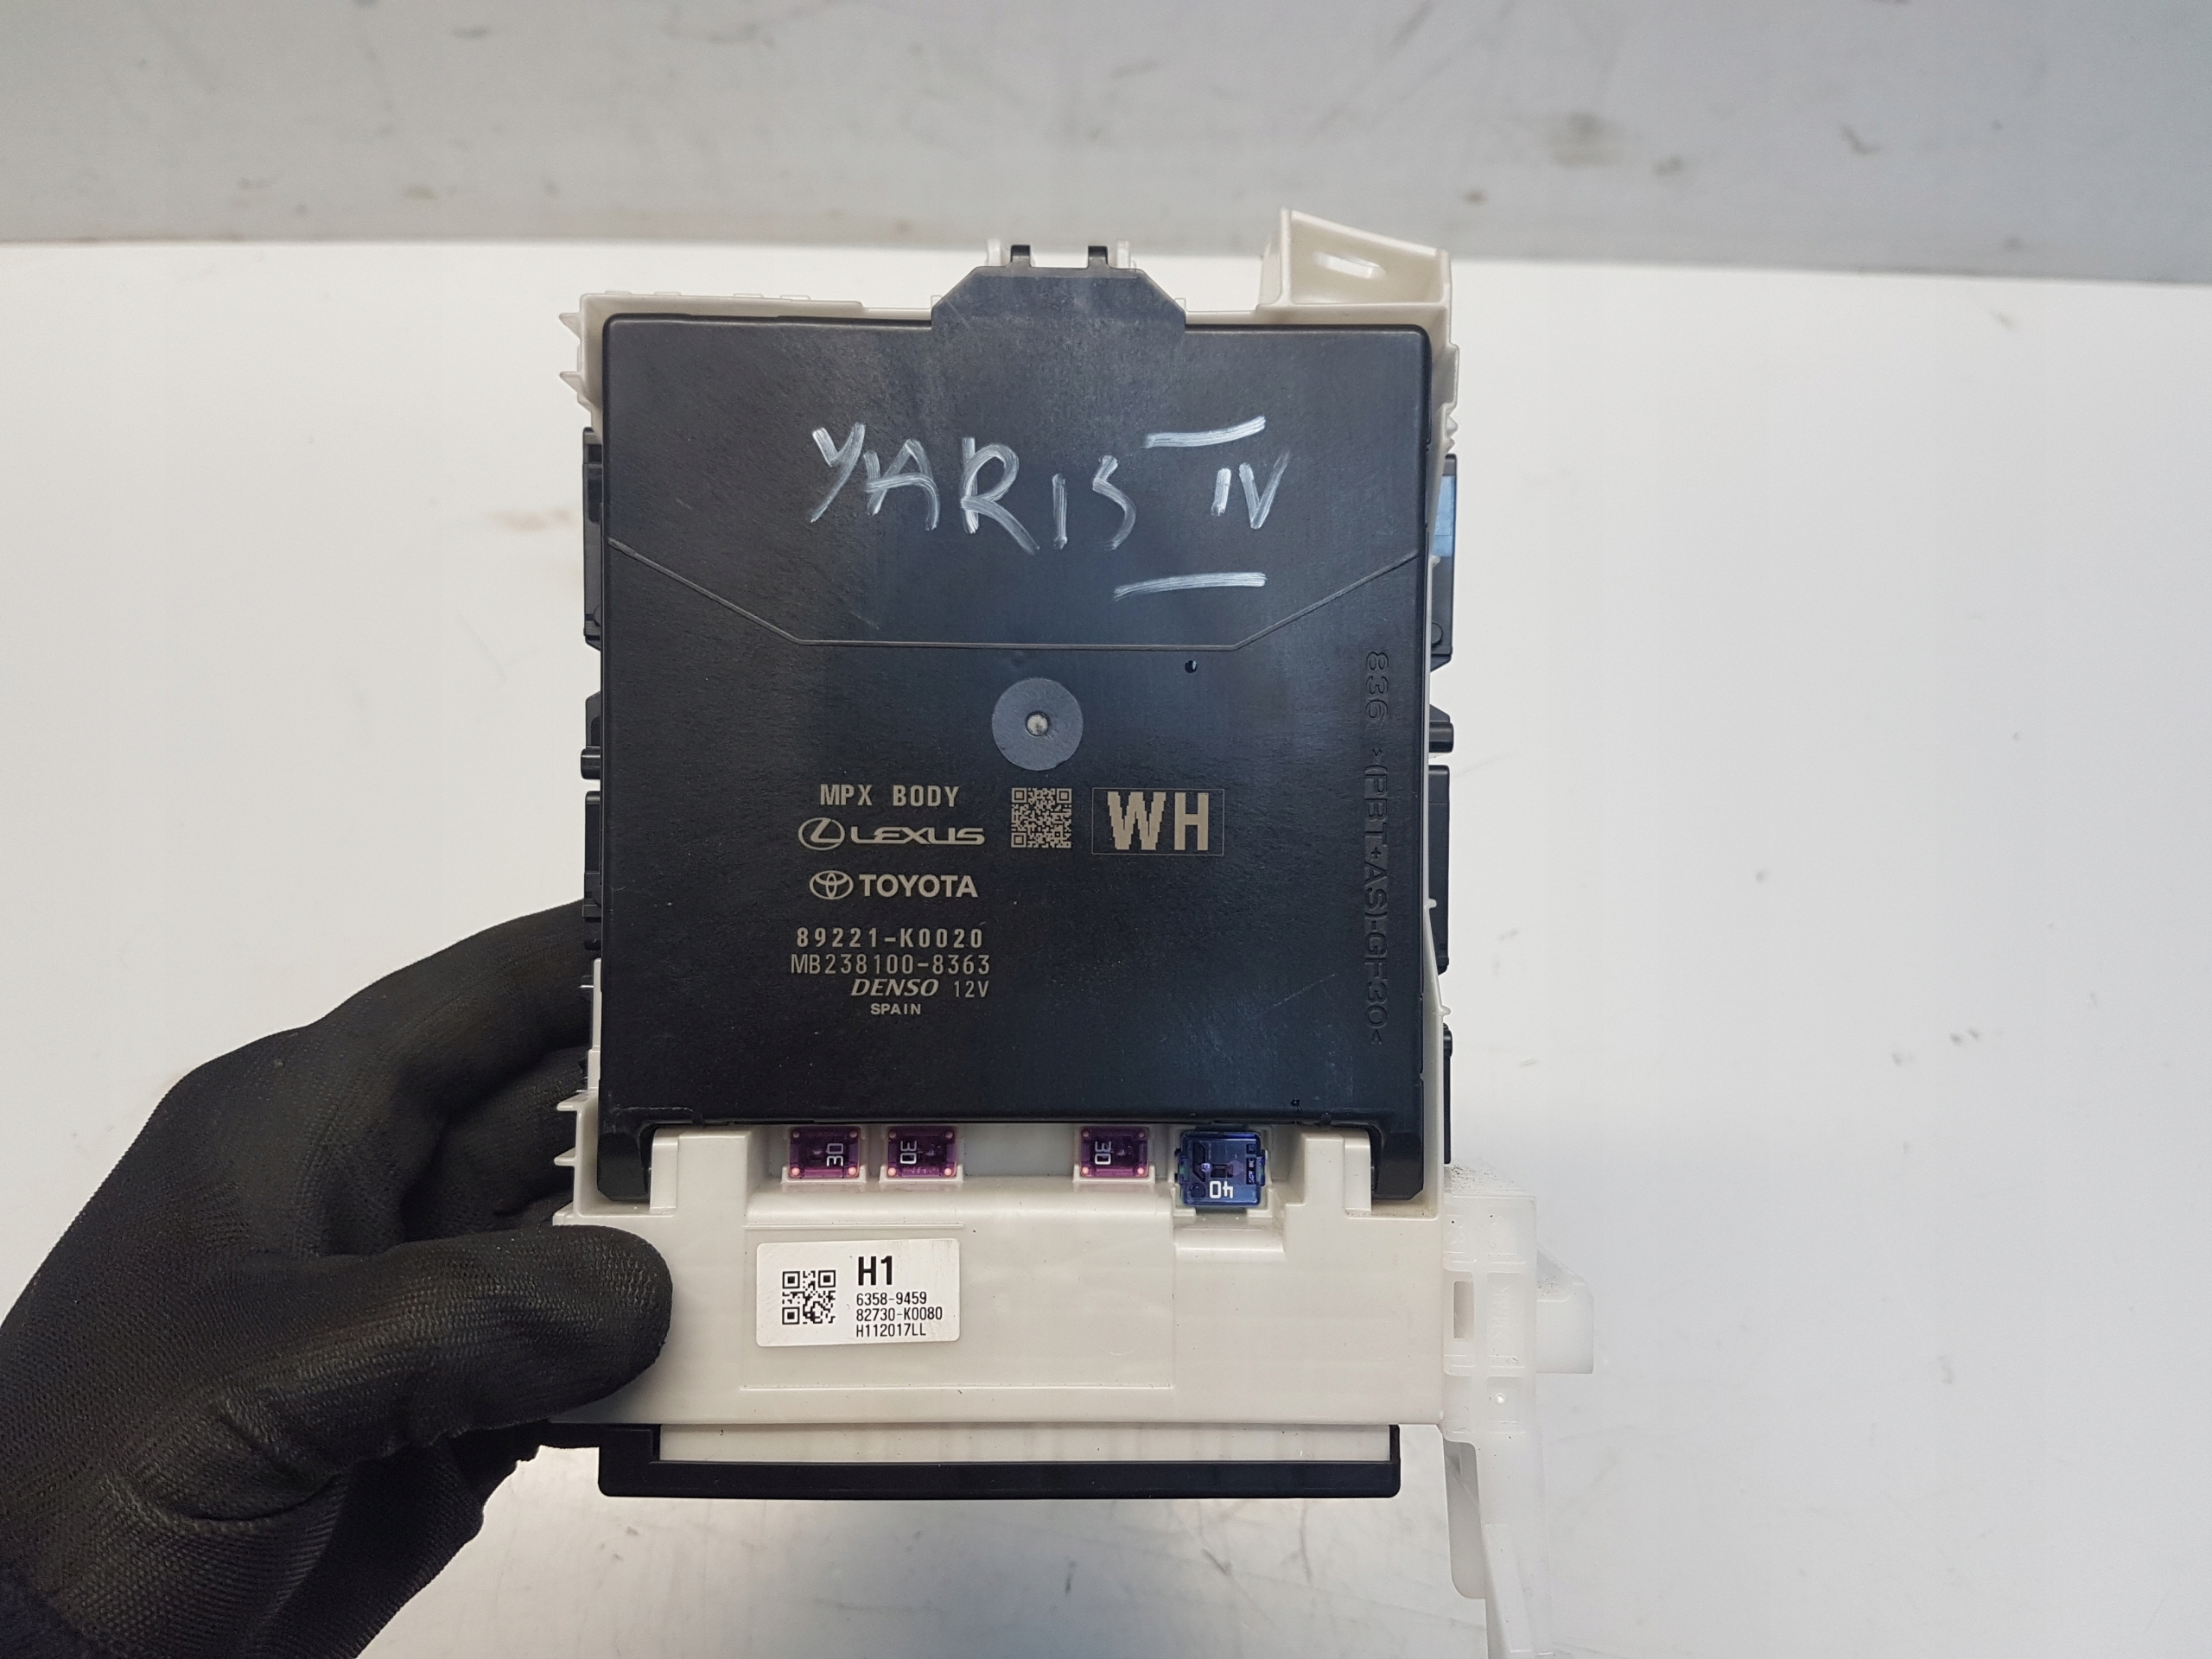 YARIS IV
MPX BODY
LEXUS
WH
TOYOTA
89221-K0020
MB238100-8363
DENSO 12V
SPAIN
836 >(PBT+AS)-GF30<
30
30
30
40
H1
6358-9459
82730-K0080
H112017LL